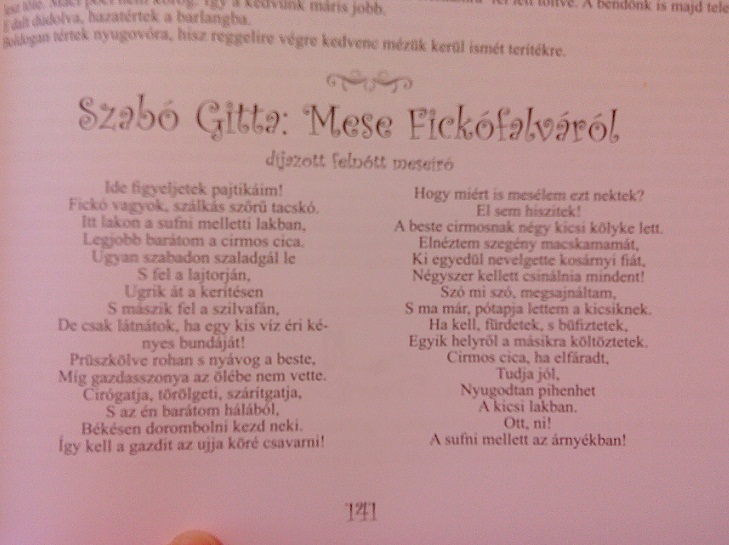 kedvünk máris jobb.
dúdolva, hazatértek a barlangba.
Boldogan tértek nyugovóra, hisz reggelire végre kedvenc mézük kerül ismét terítékre.
töltve. A bendőnk is majd tele
Szabó Gitta: Mese Fickófalváról
díjazott felnőtt meseíró
Ide figyeljetek pajtikáim!
Fickó vagyok, szálkás szőrű tacskó.
Itt lakon a sufni melletti lakban,
Legjobb barátom a cirmos cica.
Ugyan szabadon szaladgál le
S fel a lajtorján,
Ugrik át a kerítésen
S mászik fel a szilvafán,
De csak látnátok, ha egy kis víz éri ké-
nyes bundáját!
Prüszkölve rohan s nyávog a beste,
Míg gazdasszonya az ölébe nem vette.
Cirógatja, törölgeti, szárítgatja,
S az én barátom hálából,
Békésen dorombolni kezd neki.
Így kell a gazdit az ujja köré csavarni!
Hogy miért is mesélem ezt nektek?
El sem hiszitek!
A beste cirmosnak négy kicsi kölyke lett.
Elnéztem szegény macskamamát,
Ki egyedül nevelgette kosárnyi fiát,
Négyszer kellett csinálnia mindent!
Szó mi szó, megsajnáltam,
S ma már, pótapja lettem a kicsiknek.
Ha kell, fürdetek, s büfiztetek,
Egyik helyről a másikra költöztetek.
Cirmos cica, ha elfáradt,
Tudja jól,
Nyugodtan pihenhet
A kicsi lakban.
Ott, ni!
A sufni mellett az árnyékban!
141